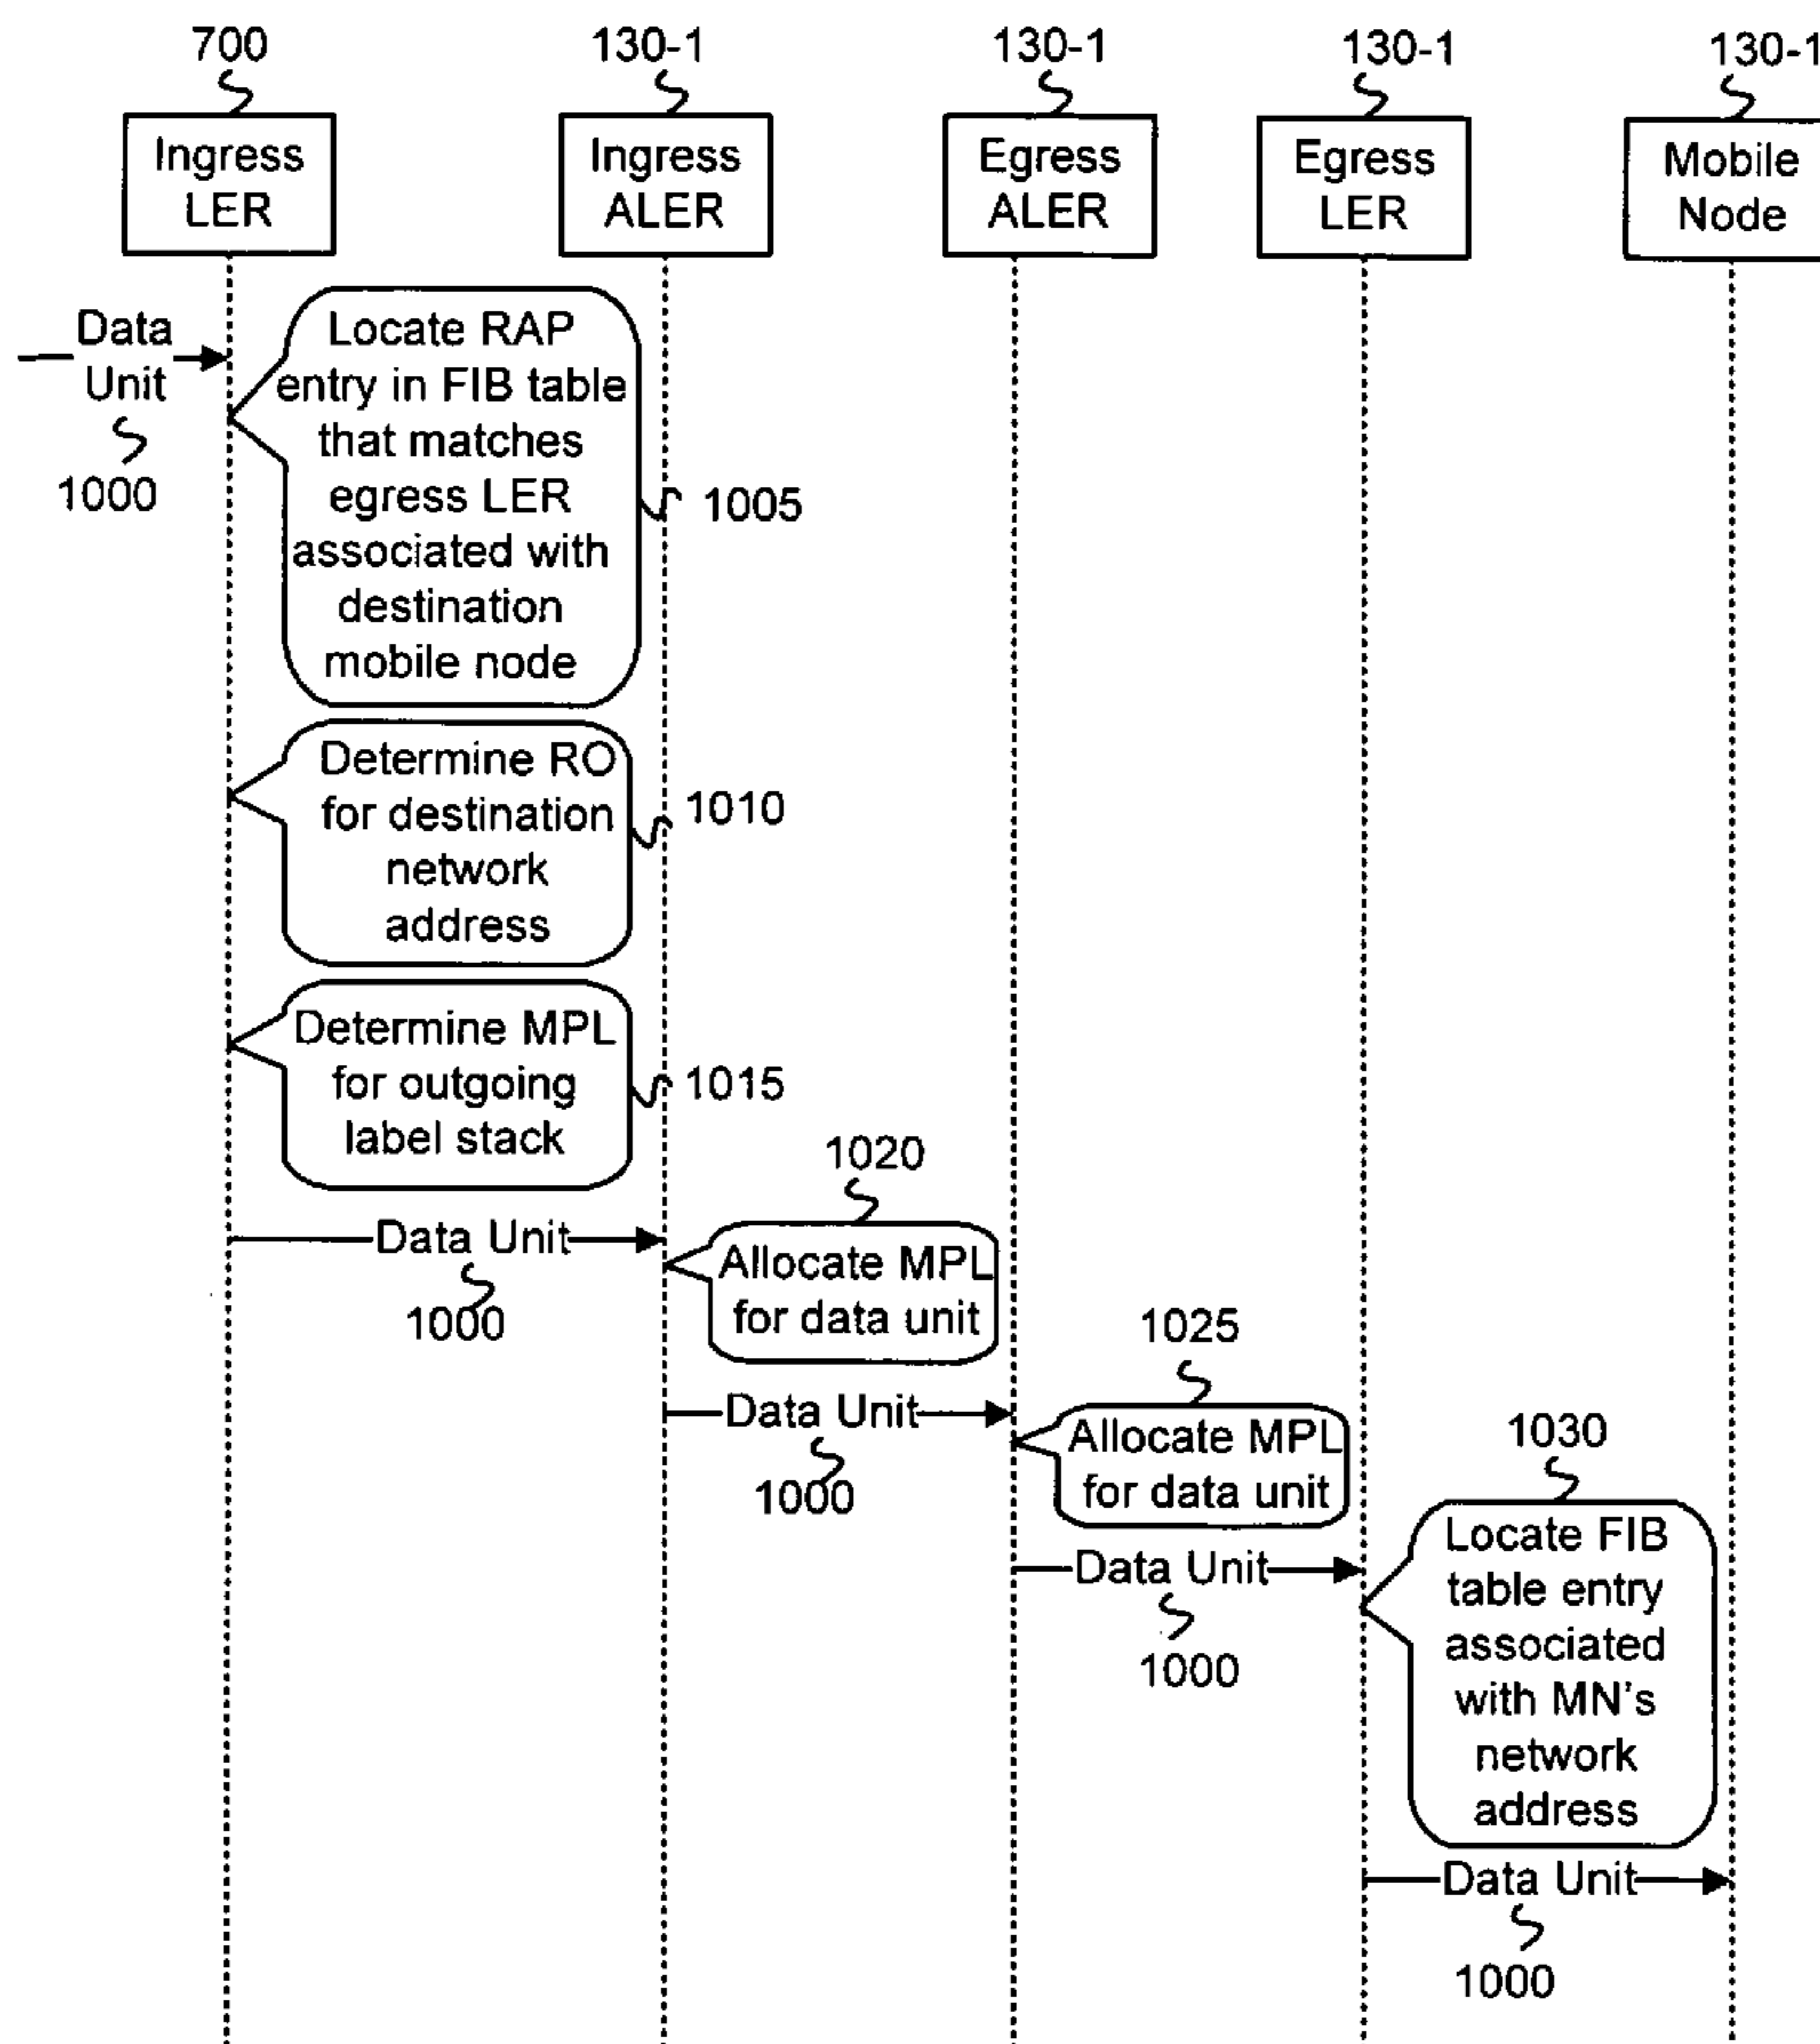 700
130-1
130-1
130-1
130-1
Ingress
LER
Ingress
ALER
Egress
ALER
Egress
LER
Mobile
Node
Data
Unit
1000
Locate RAP
entry in FIB table
that matches
egress LER
associated with
destination
mobile node
1005
Determine RO
for destination
network
address
1010
Determine MPL
for outgoing
label stack
1015
Data Unit
1000
1020
Allocate MPL
for data unit
Data Unit
1000
1025
Allocate MPL
for data unit
Data Unit
1000
1030
Locate FIB
table entry
associated
with MN's
network
address
Data Unit
1000